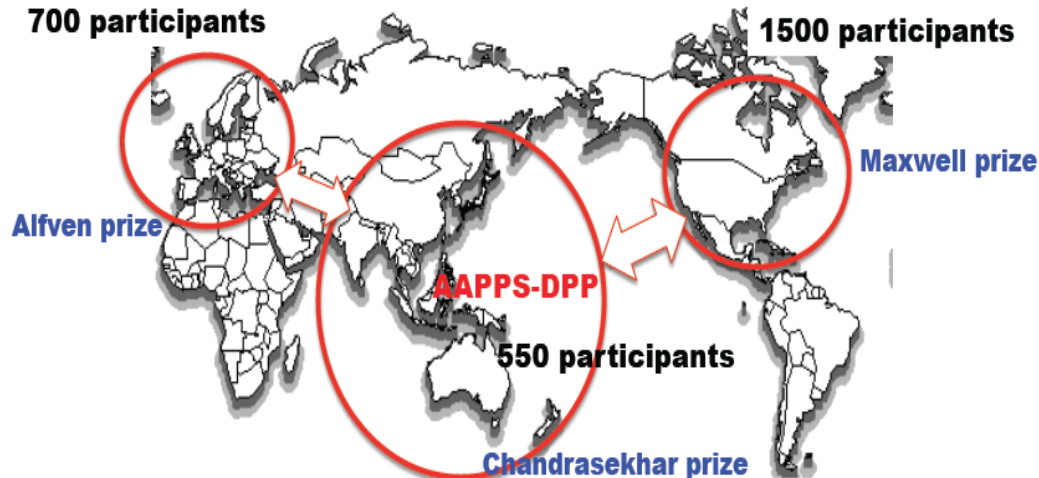 700 participants
1500 participants
Maxwell prize
Alfven prize
AAPPS-DPP
550 participants
Chandrasekhar prize